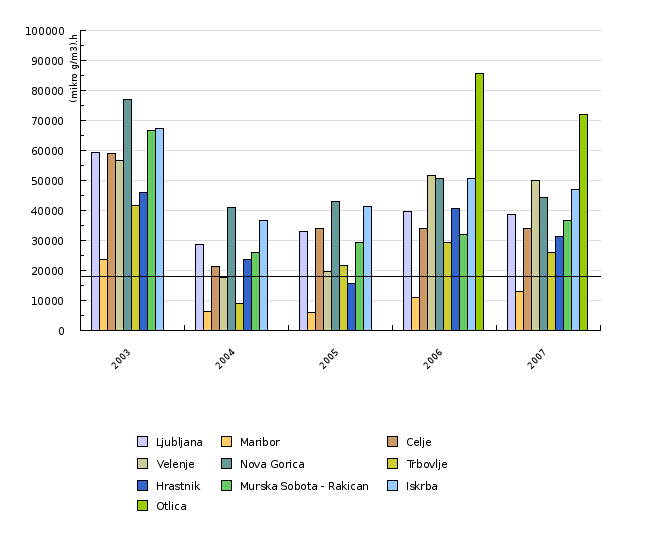 100000
90000
80000
70000
60000
50000
40000
30000
20000
10000
0
(mikro g/m3).h
2003 2004 2005 2006 2007
Ljubljana Maribor Celje
Velenje Nova Gorica Trbovlje
Hrastnik Murska Sobota - Rakican Iskrba
Otlica